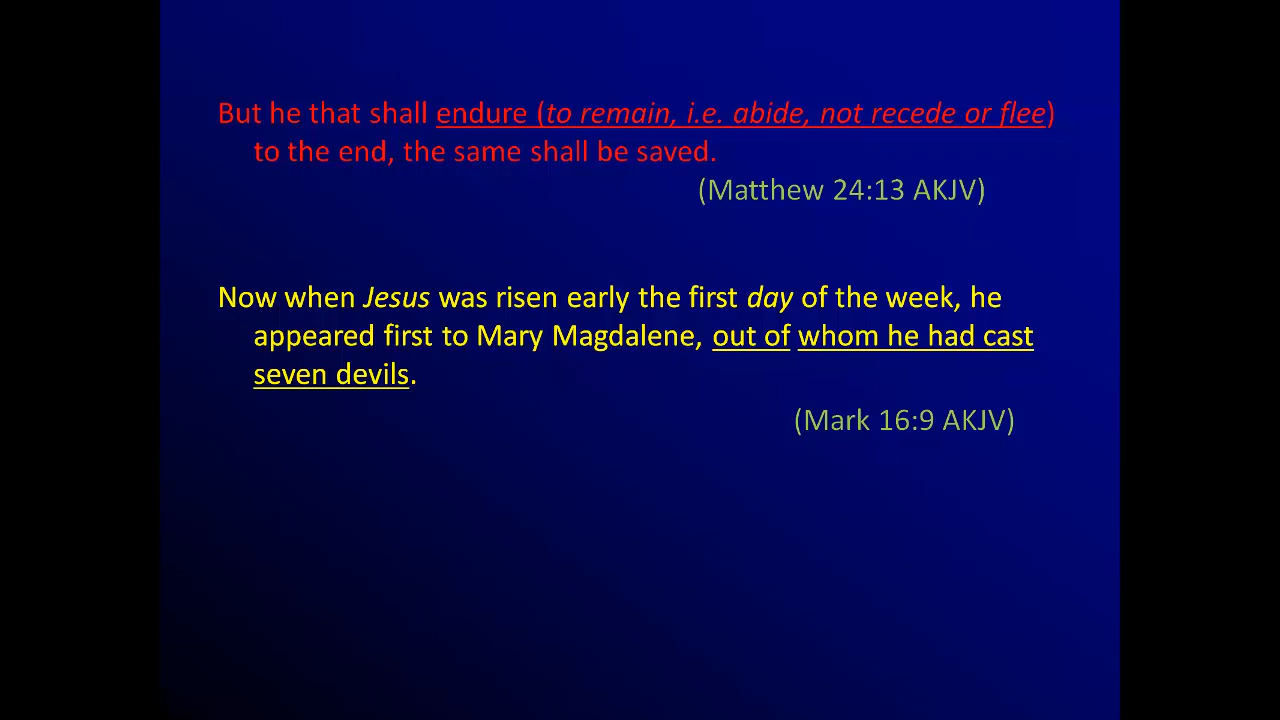 But he that shall endure (to remain, i.e. abide, not recede or flee)
to the end, the same shall be saved.
(Matthew 24:13 AKJV)
Now when Jesus was risen early the first day of the week, he
appeared first to Mary Magdalene, out of whom he had cast
seven devils.
(Mark 16:9 AKJV)